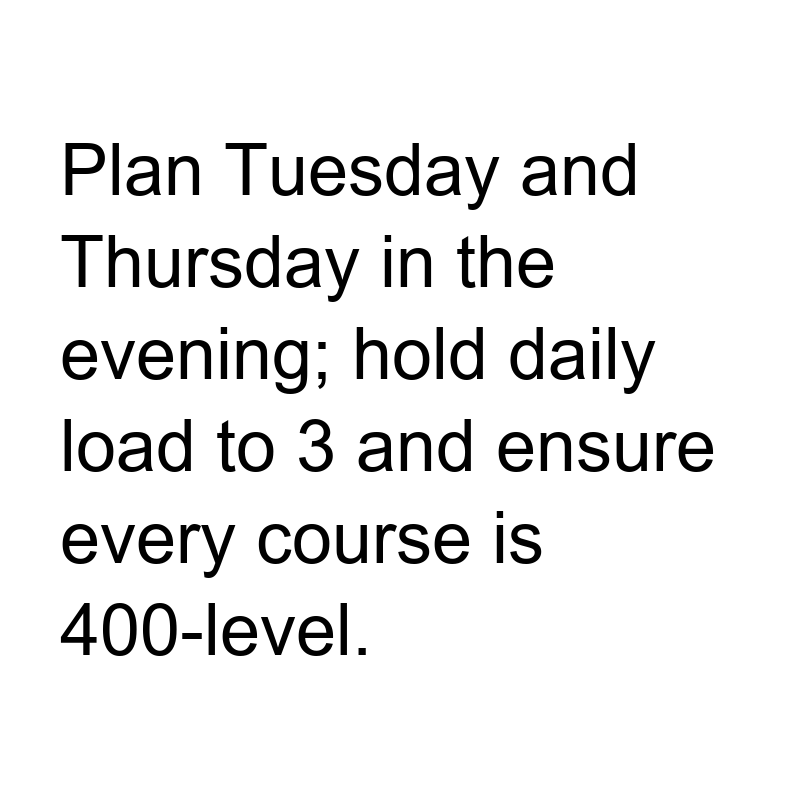 Plan Tuesday and
Thursday in the
evening; hold daily
load to 3 and ensure
every course is
400-level.